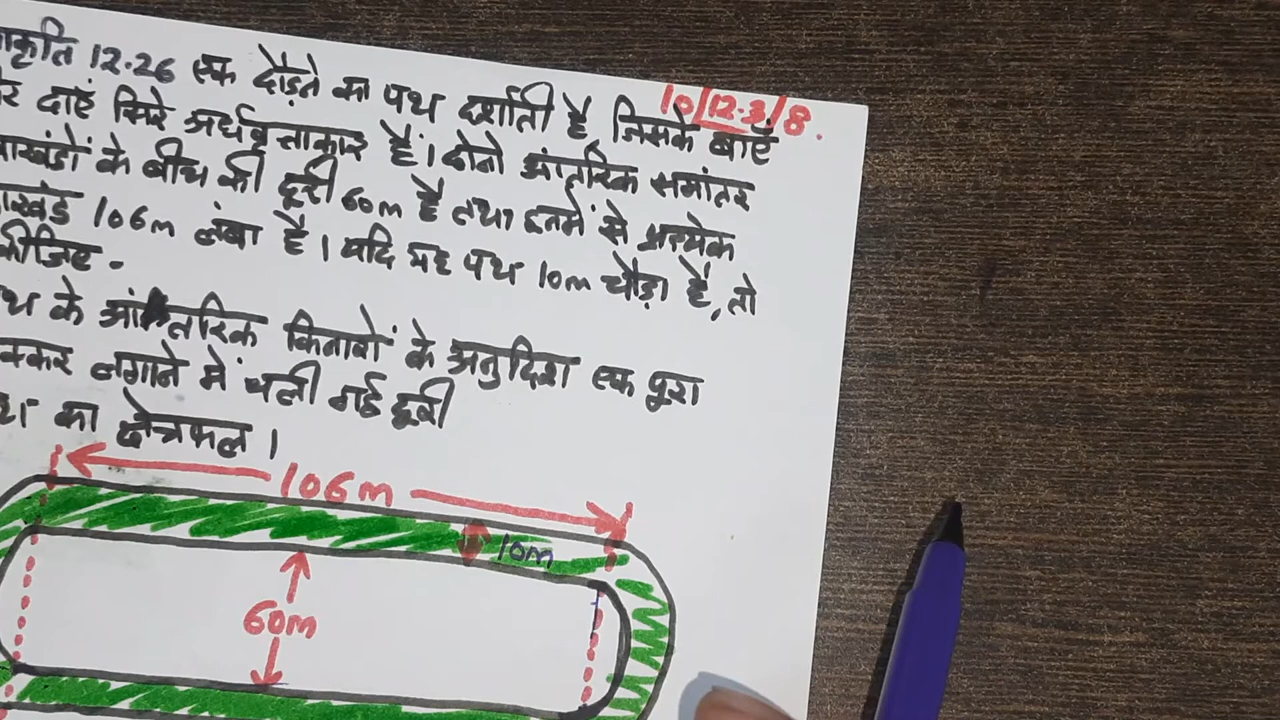 10/12.3/8.
आकृति 12.26 एक दौड़ने का पथ दर्शाती है, जिसके बाएँ
दाएं सिरे अर्धवृत्ताकार हैं। दोनो आंतरिक समांतर
के बीच की दूरी 60m है तथा इनमें से प्रत्येक
106m लंबा है। यदि यह पथ 10m चौड़ा है, तो
के आंतरिक किनारों के अनुदिश एक पूरा
लगाने में चली गई दूरी
का क्षेत्रफल।
106m
10m
60m